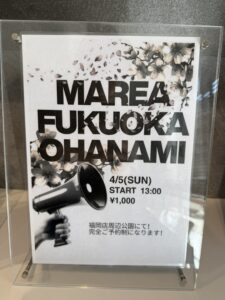 MAREA
FUKUOKA
OHANAMI
4/5(SUN)
START 13:00
¥1,000
福岡店周辺公園にて!
完全ご予約制になります!